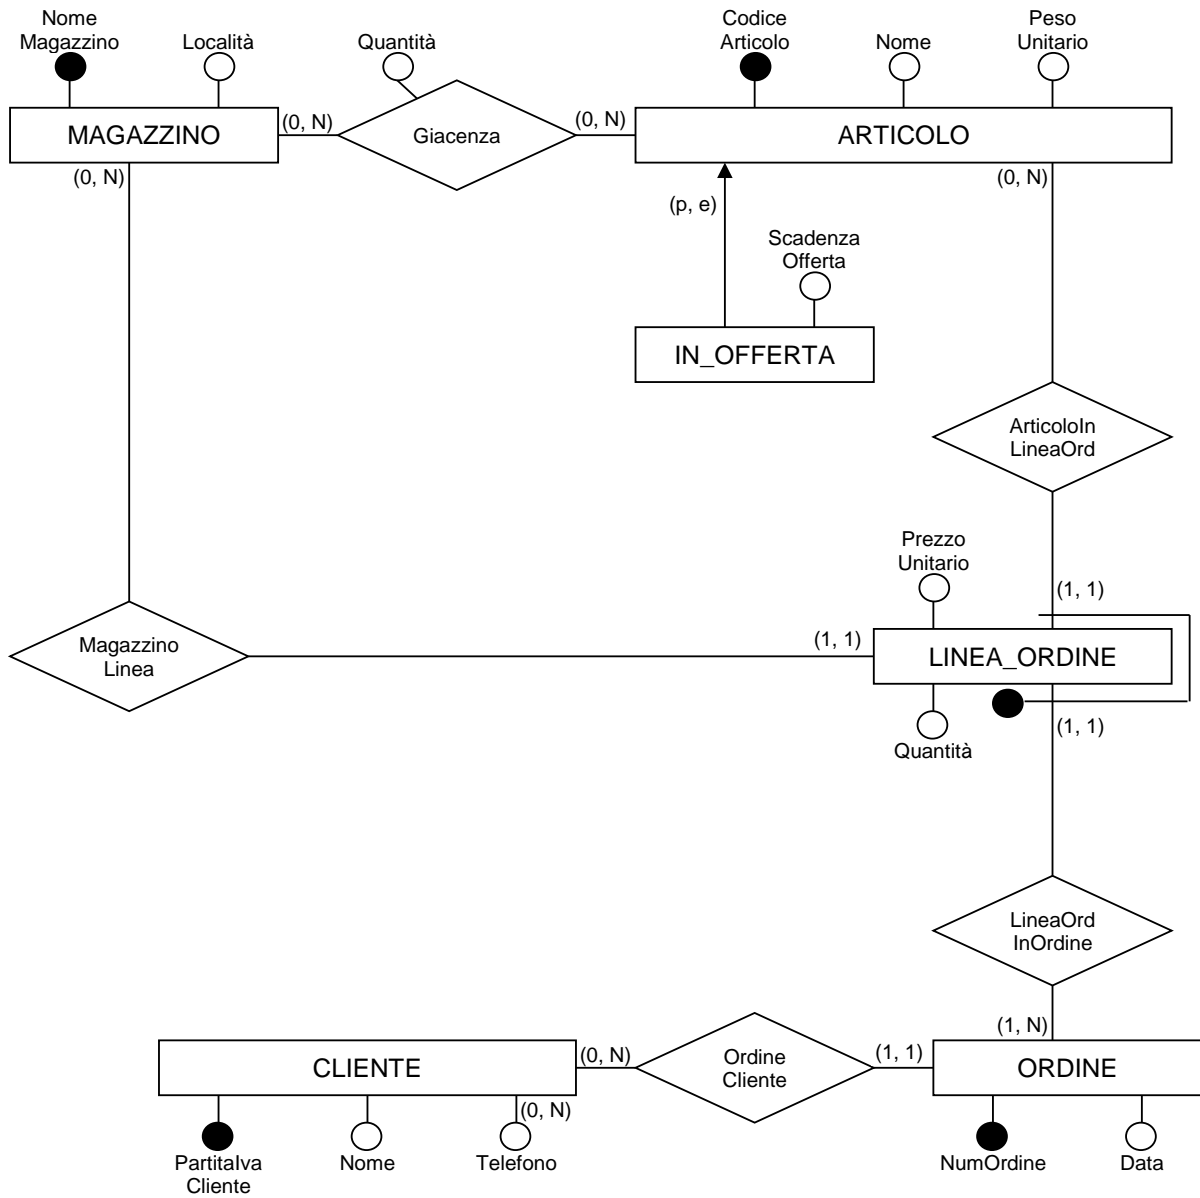 Nome
Magazzino
Località
Quantità
Codice
Articolo
Nome
Peso
Unitario
MAGAZZINO
(0, N)
Giacenza
(0, N)
ARTICOLO
(0, N)
(0, N)
(p, e)
Scadenza
Offerta
IN_OFFERTA
ArticoloIn
LineaOrd
Prezzo
Unitario
(1, 1)
Magazzino
Linea
(1, 1)
LINEA_ORDINE
(1, 1)
Quantità
LineaOrd
InOrdine
(1, N)
CLIENTE
(0, N)
Ordine
Cliente
(1, 1)
ORDINE
(0, N)
PartitaIva
Cliente
Nome
Telefono
NumOrdine
Data